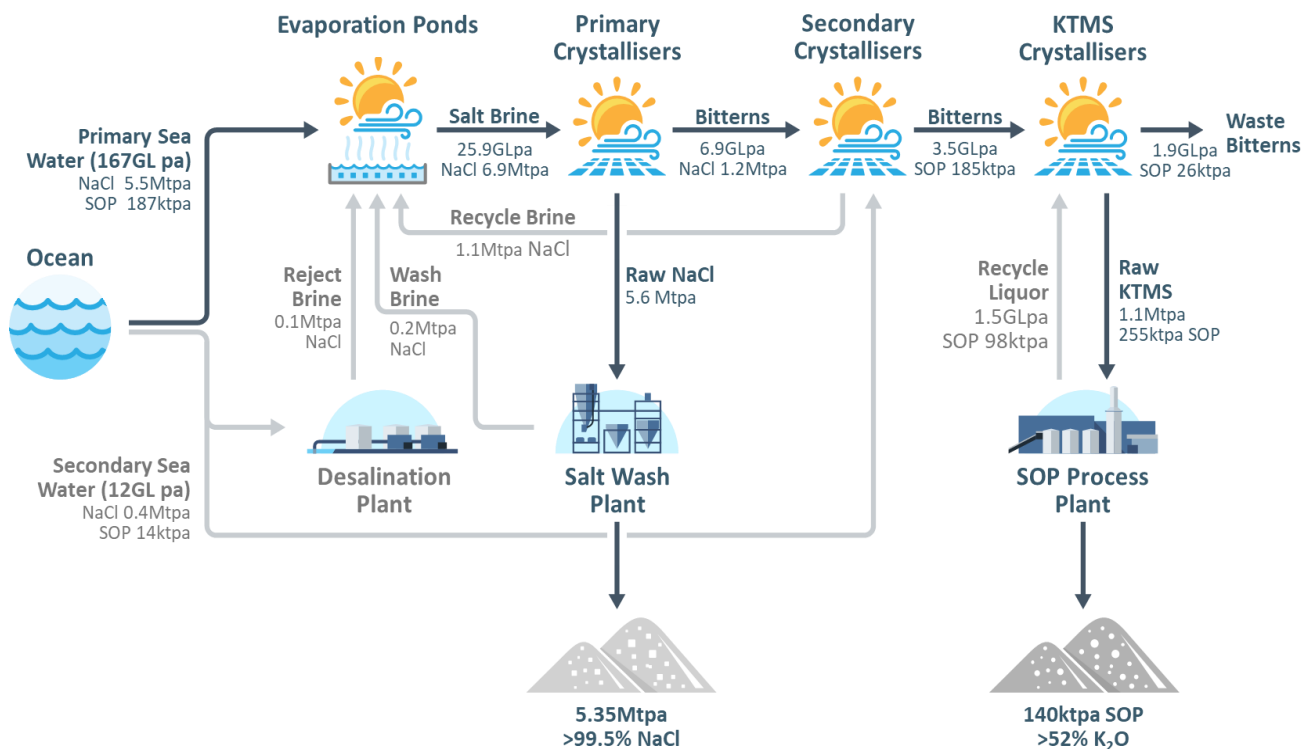 Evaporation Ponds
Primary
Crystallisers
Secondary
Crystallisers
KTMS
Crystallisers
Primary Sea
Water (167GL pa)
NaCl 5.5Mtpa
SOP 187ktpa
Salt Brine
25.9GLpa
NaCl 6.9Mtpa
Bitterns
6.9GLpa
NaCl 1.2Mtpa
Bitterns
3.5GLpa
SOP 185ktpa
1.9GLpa
SOP 26ktpa
Waste
Bitterns
Recycle Brine
1.1Mtpa NaCl
Ocean
Reject
Brine
0.1Mtpa
NaCl
Wash
Brine
0.2Mtpa
NaCl
Raw NaCl
5.6 Mtpa
Recycle
Liquor
1.5GLpa
SOP 98ktpa
Raw
KTMS
1.1Mtpa
255ktpa SOP
Secondary Sea
Water (12GL pa)
NaCl 0.4Mtpa
SOP 14ktpa
Desalination
Plant
Salt Wash
Plant
SOP Process
Plant
5.35Mtpa
>99.5% NaCl
140ktpa SOP
>52% K₂O